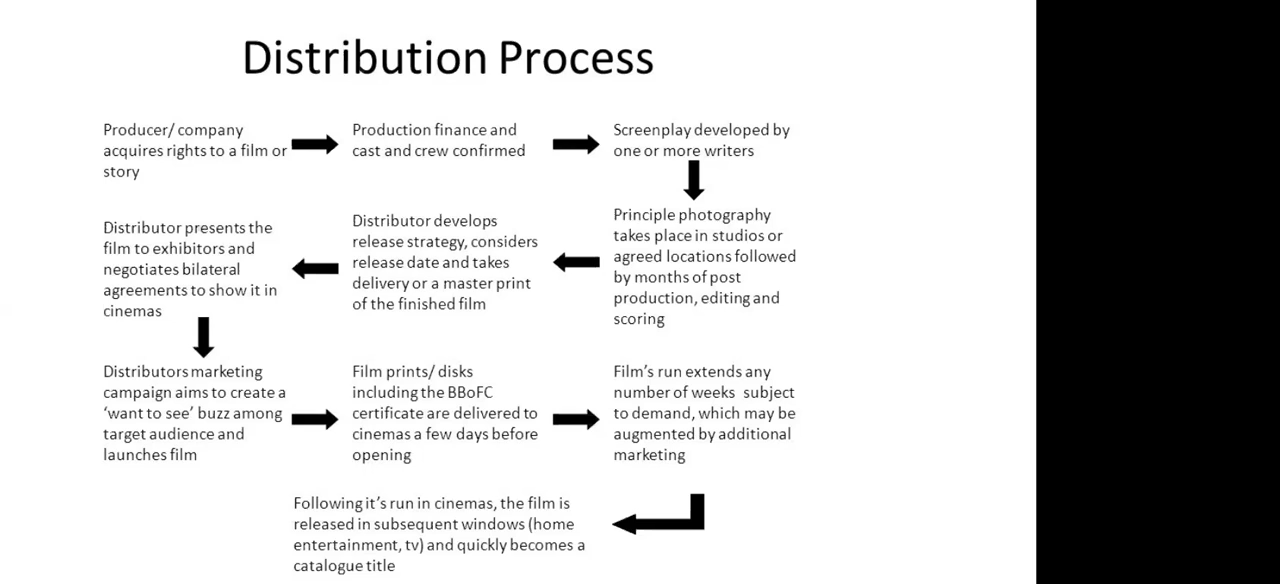 Distribution Process
Producer/ company
acquires rights to a film or
story
Production finance and
cast and crew confirmed
Screenplay developed by
one or more writers
Principle photography
takes place in studios or
agreed locations followed
by months of post
production, editing and
scoring
Distributor develops
release strategy, considers
release date and takes
delivery or a master print
of the finished film
Distributor presents the
film to exhibitors and
negotiates bilateral
agreements to show it in
cinemas
Distributors marketing
campaign aims to create a
‘want to see’ buzz among
target audience and
launches film
Film prints/ disks
including the BBoFC
certificate are delivered to
cinemas a few days before
opening
Film’s run extends any
number of weeks subject
to demand, which may be
augmented by additional
marketing
Following it’s run in cinemas, the film is
released in subsequent windows (home
entertainment, tv) and quickly becomes a
catalogue title